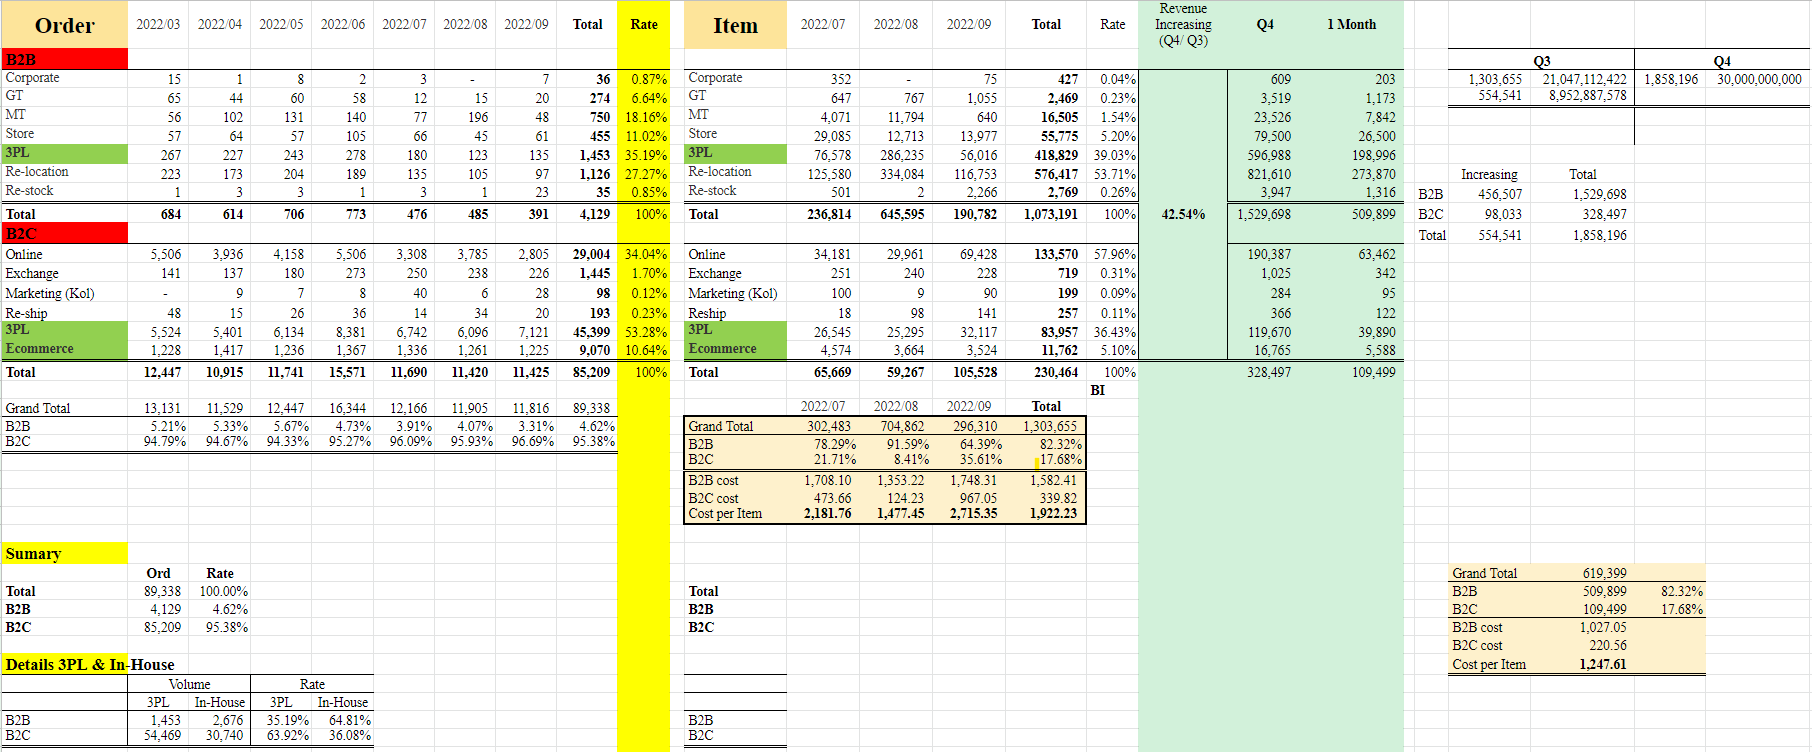 Order 2022/03 2022/04 2022/05 2022/06 2022/07 2022/08 2022/09 Total Rate Item 2022/07 2022/08 2022/09 Total Rate Revenue Increasing (Q4/ Q3) Q4 1 Month
B2B Q3 Q4
Corporate 15 1 8 2 3 - 7 36 0.87% Corporate 352 - 75 427 0.04% 609 203 1,303,655 21,047,112,422 1,858,196 30,000,000,000
GT 65 44 60 58 12 15 20 274 6.64% GT 647 767 1,055 2,469 0.23% 3,519 1,173 554,541 8,952,887,578
MT 56 102 131 140 77 196 48 750 18.16% MT 4,071 11,794 640 16,505 1.54% 23,526 7,842
Store 57 64 57 105 66 45 61 455 11.02% Store 29,085 12,713 13,977 55,775 5.20% 79,500 26,500
3PL 267 227 243 278 180 123 135 1,453 35.19% 3PL 76,578 286,235 56,016 418,829 39.03% 596,988 198,996
Re-location 223 173 204 189 135 105 97 1,126 27.27% Re-location 125,580 334,084 116,753 576,417 53.71% 821,610 273,870 Increasing Total
Re-stock 1 3 3 1 3 1 23 35 0.85% Re-stock 501 2 2,266 2,769 0.26% 3,947 1,316 B2B 456,507 1,529,698
Total 684 614 706 773 476 485 391 4,129 100% Total 236,814 645,595 190,782 1,073,191 100% 42.54% 1,529,698 509,899 B2C 98,033 328,497
B2C Total 554,541 1,858,196
Online 5,506 3,936 4,158 5,506 3,308 3,785 2,805 29,004 34.04% Online 34,181 29,961 69,428 133,570 57.96% 190,387 63,462
Exchange 141 137 180 273 250 238 226 1,445 1.70% Exchange 251 240 228 719 0.31% 1,025 342
Marketing (Kol) - 9 7 8 40 6 28 98 0.12% Marketing (Kol) 100 9 90 199 0.09% 284 95
Re-ship 48 15 26 36 14 34 20 193 0.23% Reship 18 98 141 257 0.11% 366 122
3PL 5,524 5,401 6,134 8,381 6,742 6,096 7,121 45,399 53.28% 3PL 26,545 25,295 32,117 83,957 36.43% 119,670 39,890
Ecommerce 1,228 1,417 1,236 1,367 1,336 1,261 1,225 9,070 10.64% Ecommerce 4,574 3,664 3,524 11,762 5.10% 16,765 5,588
Total 12,447 10,915 11,741 15,571 11,690 11,420 11,425 85,209 100% Total 65,669 59,267 105,528 230,464 100% 328,497 109,499
BI
Grand Total 13,131 11,529 12,447 16,344 12,166 11,905 11,816 89,338 2022/07 2022/08 2022/09 Total
B2B 5.21% 5.33% 5.67% 4.73% 3.91% 4.07% 3.31% 4.62% Grand Total 302,483 704,862 296,310 1,303,655
B2C 94.79% 94.67% 94.33% 95.27% 96.09% 95.93% 96.69% 95.38% B2B 78.29% 91.59% 64.39% 82.32%
B2C 21.71% 8.41% 35.61% 17.68%
B2B cost 1,708.10 1,353.22 1,748.31 1,582.41
B2C cost 473.66 124.23 967.05 339.82
Cost per Item 2,181.76 1,477.45 2,715.35 1,922.23
Sumary
Ord Rate Grand Total 619,399
Total 89,338 100.00% Total B2B 509,899 82.32%
B2B 4,129 4.62% B2B B2C 109,499 17.68%
B2C 85,209 95.38% B2C B2B cost 1,027.05
B2C cost 220.56
Details 3PL & In-House Cost per Item 1,247.61
Volume Rate
3PL In-House 3PL In-House
B2B 1,453 2,676 35.19% 64.81% B2B
B2C 54,469 30,740 63.92% 36.08% B2C